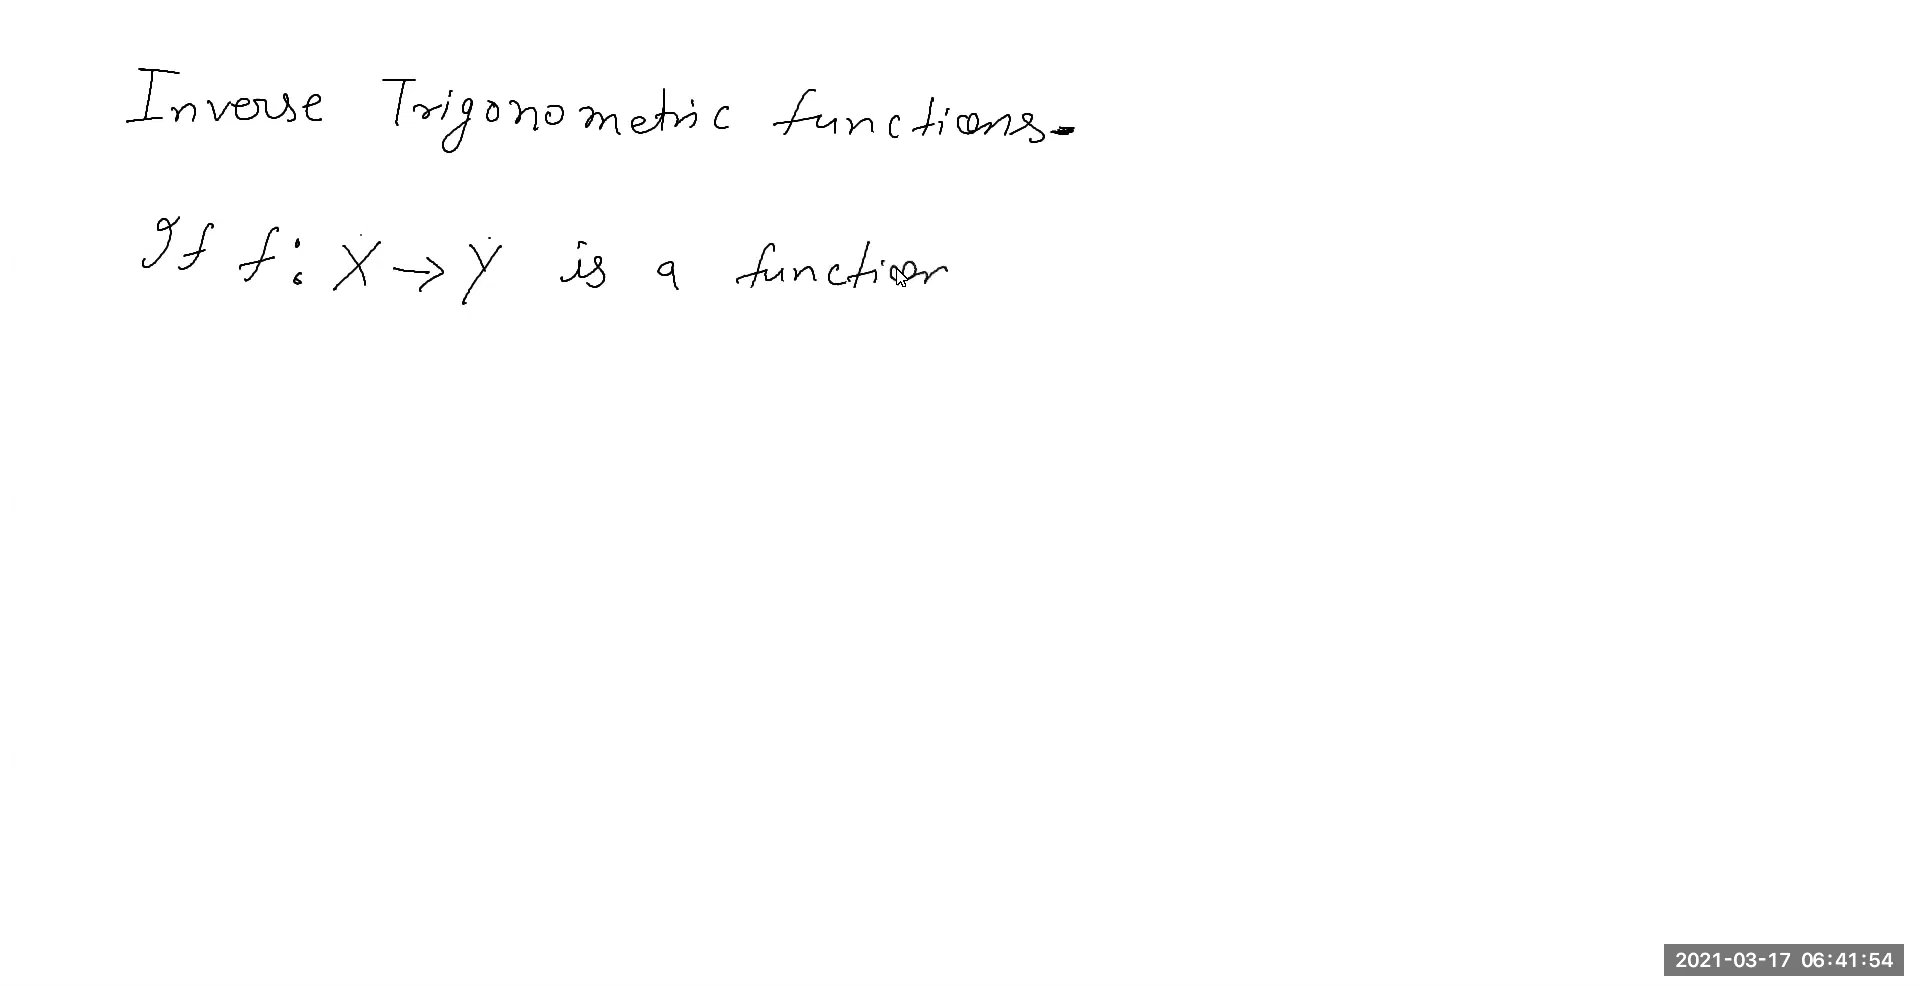 Inverse Trigonometric functions-
If f: X → Y is a function
2021-03-17 06:41:54